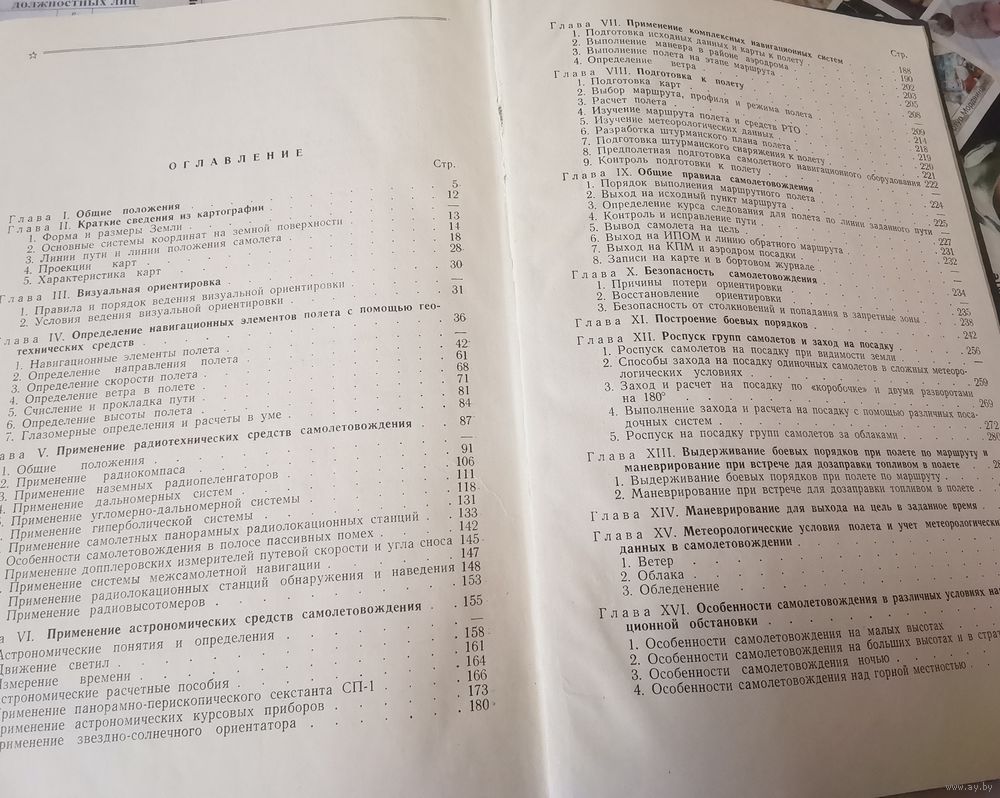 должностных лиц
☆
ОГЛАВЛЕНИЕ
Стр.
Глава I. Общие положения 5
Глава II. Краткие сведения из картографии 12
1. Форма и размеры Земли —
2. Основные системы координат на земной поверхности 13
3. Линии пути и линии положения самолета 14
4. Проекции карт 18
5. Характеристика карт 28
Глава III. Визуальная ориентировка 30
1. Правила и порядок ведения визуальной ориентировки —
2. Условия ведения визуальной ориентировки 31
Глава IV. Определение навигационных элементов полета с помощью геотехнических средств 36
1. Навигационные элементы полета —
2. Определение направления полета 42
3. Определение скорости полета 61
4. Определение ветра в полете 68
5. Счисление и прокладка пути 71
6. Определение высоты полета 81
7. Глазомерные определения и расчеты в уме 84
ава V. Применение радиотехнических средств самолетовождения 87
1. Общие положения —
2. Применение радиокомпаса 91
3. Применение наземных радиопеленгаторов 106
4. Применение дальномерных систем 111
Применение угломерно-дальномерной системы 118
Применение гиперболической системы 131
Применение самолетных панорамных радиолокационных станций 133
Особенности самолетовождения в полосе пассивных помех 142
Применение допплеровских измерителей путевой скорости и угла сноса 145
Применение системы межсамолетной навигации 147
Применение радиолокационных станций обнаружения и наведения 148
Применение радиовысотомеров 153
а VI. Применение астрономических средств самолетовождения 155
Астрономические понятия и определения —
Движение светил 158
Измерение времени 161
Астрономические расчетные пособия 164
Применение панорамно-перископического секстанта СП-1 166
Применение астрономических курсовых приборов 173
Применение звездно-солнечного ориентатора 180
Стр.
Глава VII. Применение комплексных навигационных систем 188
1. Подготовка исходных данных и карты к полету 190
2. Выполнение маневра в районе аэродрома 202
3. Выполнение полета на этапе маршрута 203
4. Определение ветра 205
Глава VIII. Подготовка к полету 208
1. Подготовка карт —
2. Выбор маршрута, профиля и режима полета 209
3. Расчет полета 214
4. Изучение маршрута полета и средств РТО 218
5. Изучение метеорологических данных 219
6. Разработка штурманского плана полета 220
7. Подготовка штурманского снаряжения к полету 221
8. Предполетная подготовка самолетного навигационного оборудования 222
9. Контроль подготовки к полету
Глава IX. Общие правила самолетовождения 224
1. Порядок выполнения маршрутного полета —
2. Выход на исходный пункт маршрута 225
3. Определение курса следования для полета по линии заданного пути —
4. Контроль и исправление пути 227
5. Вывод самолета на цель 231
6. Выход на ИПОМ и линию обратного маршрута 232
7. Выход на КПМ и аэродром посадки —
8. Записи на карте и в бортовом журнале
Глава X. Безопасность самолетовождения 234
1. Причины потери ориентировки —
2. Восстановление ориентировки 235
3. Безопасность от столкновений и попадания в запретные зоны 238
Глава XI. Построение боевых порядков 242
Глава XII. Роспуск групп самолетов и заход на посадку 256
1. Роспуск самолетов на посадку при видимости земли —
2. Способы захода на посадку одиночных самолетов в сложных метеоро-
логических условиях 259
3. Заход и расчет на посадку по «коробочке» и двумя разворотами
на 180° 269
4. Выполнение захода и расчета на посадку с помощью различных поса-
дочных систем 272
5. Роспуск на посадку групп самолетов за облаками 280
Глава XIII. Выдерживание боевых порядков при полете по маршруту и
маневрирование при встрече для дозаправки топливом в полете
1. Выдерживание боевых порядков при полете по маршруту
2. Маневрирование при встрече для дозаправки топливом в полете
Глава XIV. Маневрирование для выхода на цель в заданное время
Глава XV. Метеорологические условия полета и учет метеорологических
данных в самолетовождении
1. Ветер
2. Облака
3. Обледенение
Глава XVI. Особенности самолетовождения в различных условиях на
ционной обстановки
1. Особенности самолетовождения на малых высотах
2. Особенности самолетовождения на больших высотах и в страт
3. Особенности самолетовождения ночью
4. Особенности самолетовождения над горной местностью
www.ay.by